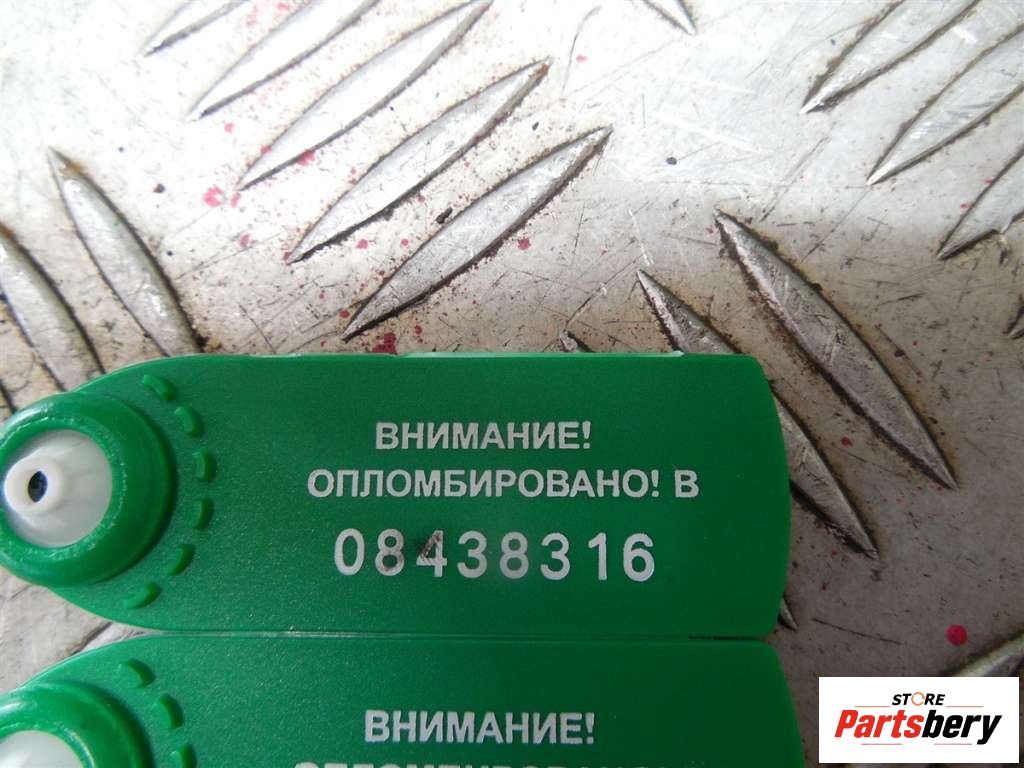 ВНИМАНИЕ!
ОПЛОМБИРОВАНО! В
08438316
ВНИМАНИЕ!
STORE
Partsbery